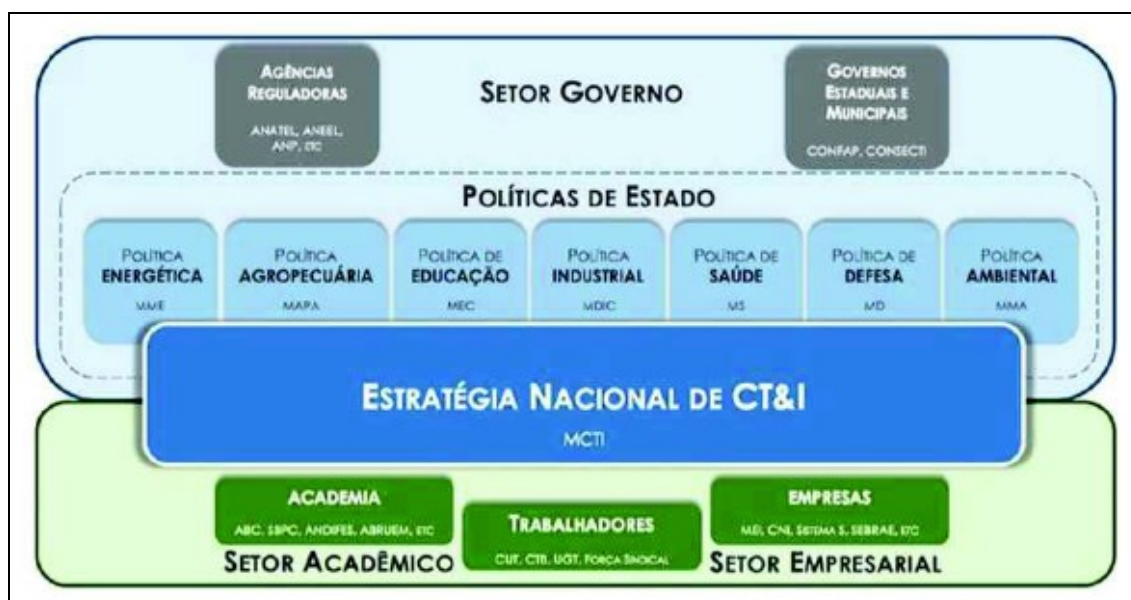 AGÊNCIAS
REGULADORAS
ANATEL, ANEEL,
ANP, ETC
SETOR GOVERNO
GOVERNOS
ESTADUAIS E
MUNICIPAIS
CONFAP, CONSECTI
POLÍTICAS DE ESTADO
POLÍTICA
ENERGÉTICA
MME
POLÍTICA
AGROPECUÁRIA
MAPA
POLÍTICA DE
EDUCAÇÃO
MEC
POLÍTICA
INDUSTRIAL
MDIC
POLÍTICA DE
SAÚDE
MS
POLÍTICA DE
DEFESA
MD
POLÍTICA
AMBIENTAL
MMA
ESTRATÉGIA NACIONAL DE CT&I
MCTI
ACADEMIA
ABC, SBPC, ANDIFES, ABRUEM, ETC
SETOR ACADÊMICO
TRABALHADORES
CUT, CTB, UGT, FORÇA SINDICAL
EMPRESAS
MEI, CNI, SISTEMA S, SEBRAE, ETC
SETOR EMPRESARIAL